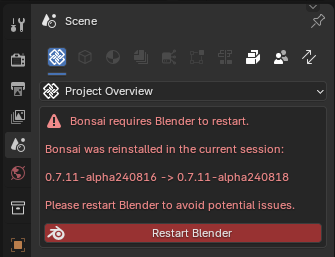 Scene
Project Overview
Bonsai requires Blender to restart.
Bonsai was reinstalled in the current session:
0.7.11-alpha240816 -> 0.7.11-alpha240818
Please restart Blender to avoid potential issues.
Restart Blender